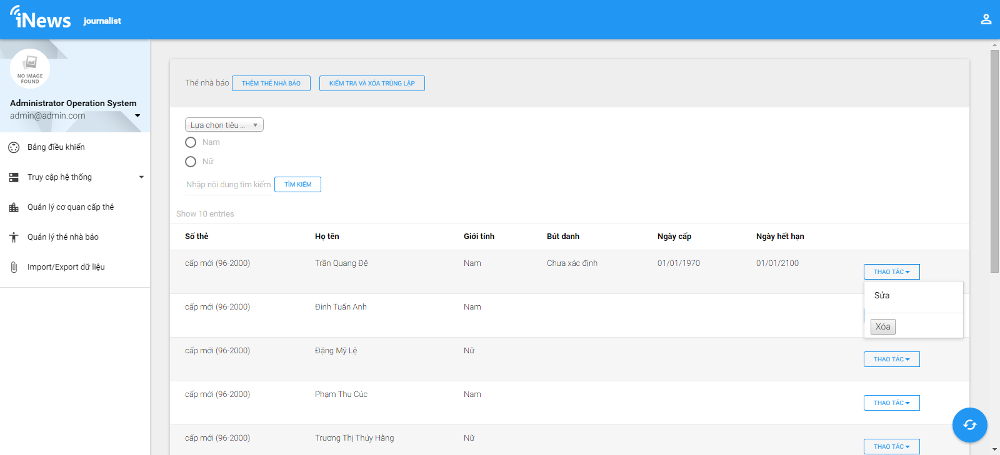 iNews journalist
NO IMAGE
FOUND
Administrator Operation System
admin@admin.com
Bảng điều khiển
Truy cập hệ thống
Quản lý cơ quan cấp thẻ
Quản lý thẻ nhà báo
Import/Export dữ liệu
Thẻ nhà báo THÊM THẺ NHÀ BÁO KIỂM TRA VÀ XÓA TRÙNG LẶP
Lựa chọn tiêu ...
Nam
Nữ
Nhập nội dung tìm kiếm TÌM KIẾM
Show 10 entries
Số thẻ Họ tên Giới tính Bút danh Ngày cấp Ngày hết hạn
cấp mới (96-2000) Trần Quang Đệ Nam Chưa xác định 01/01/1970 01/01/2100 THAO TÁC
Sửa
Xóa
cấp mới (96-2000) Đinh Tuấn Anh Nam
cấp mới (96-2000) Đặng Mỹ Lệ Nữ THAO TÁC
cấp mới (96-2000) Phạm Thu Cúc Nam THAO TÁC
cấp mới (96-2000) Trương Thị Thúy Hằng Nữ THAO TÁC